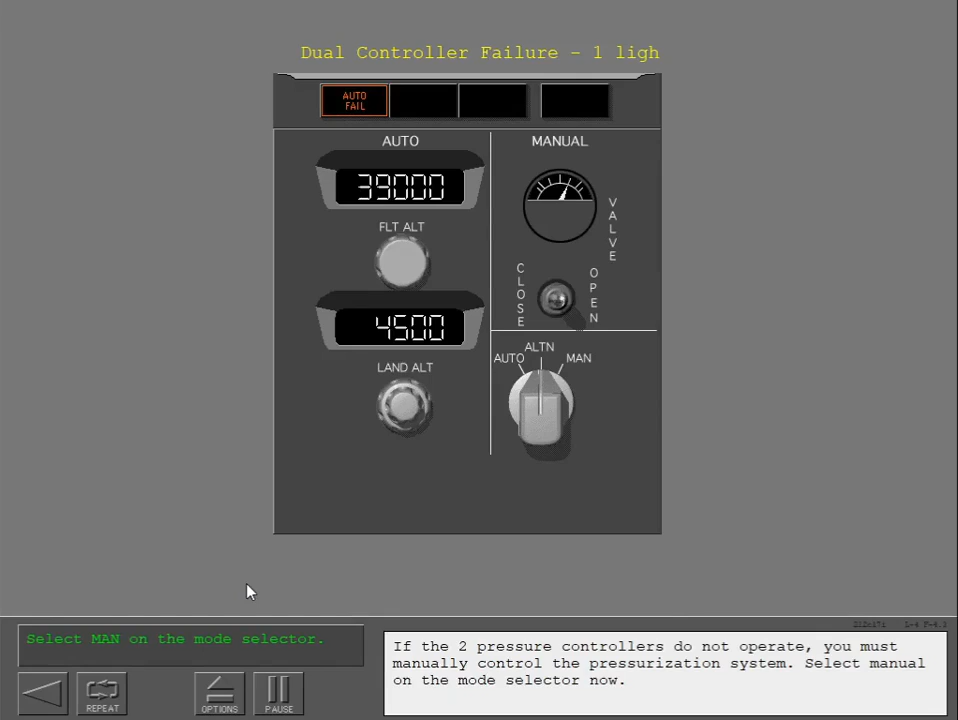 Dual Controller Failure - 1 ligh
AUTO
FAIL
AUTO
MANUAL
39000
FLT ALT
VALVE
CLOSE
OPEN
4500
LAND ALT
AUTO
ALTN
MAN
Select MAN on the mode selector.
If the 2 pressure controllers do not operate, you must
manually control the pressurization system. Select manual
on the mode selector now.
REPEAT
OPTIONS
PAUSE